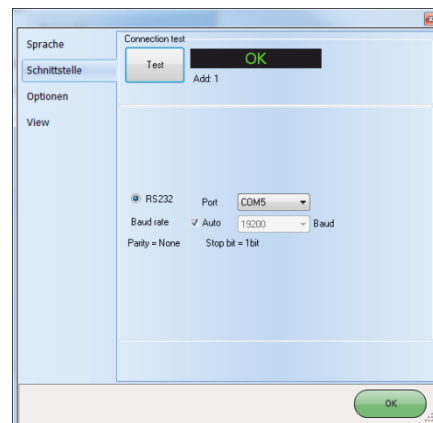 Sprache
Schnittstelle
Optionen
View
Connection test
Test
OK
Add: 1
RS232 Port COM5
Baud rate Auto 19200 Baud
Parity = None Stop bit = 1bit
OK